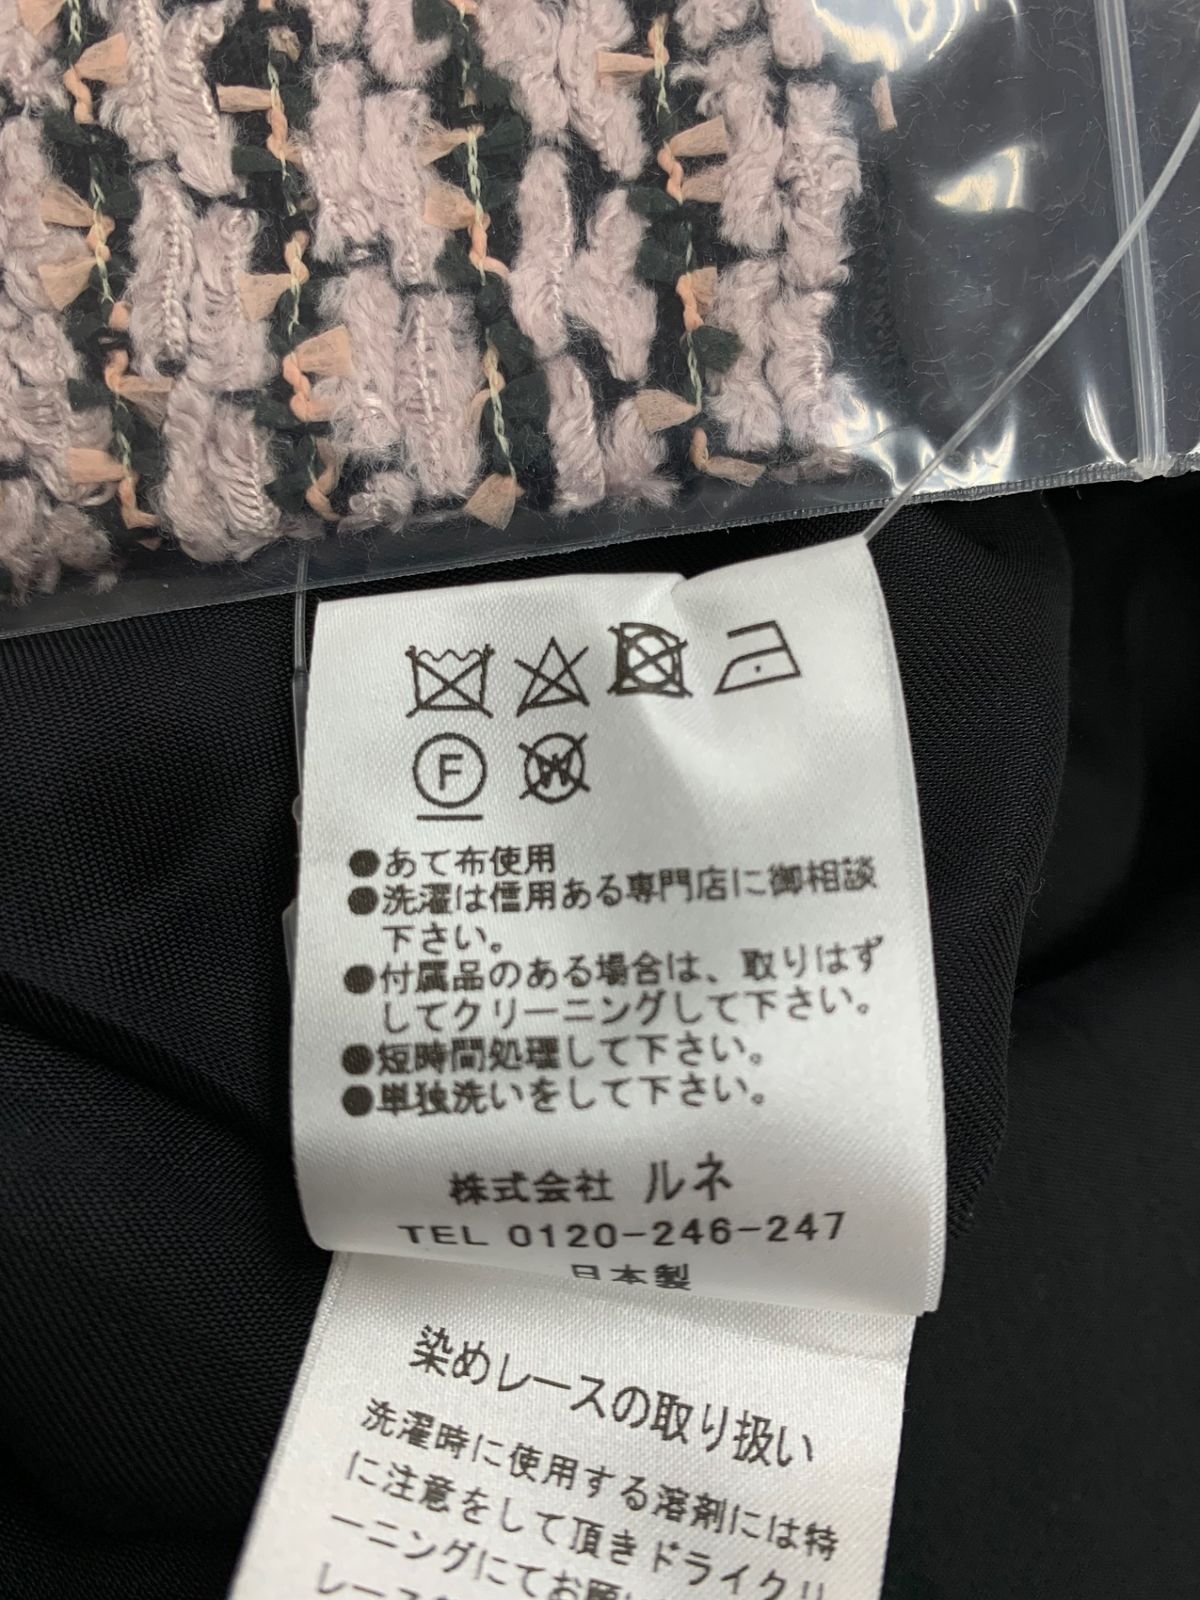 F W
●あて布使用
●洗濯は信用ある専門店に御相談
下さい。
●付属品のある場合は、取りはず
してクリーニングして下さい。
●短時間処理して下さい。
●単独洗いをして下さい。
株式会社 ルネ
TEL 0120-246-247
日本製
染めレースの取り扱い
洗濯時に使用する溶剤には特
に注意をして頂きドライクリ
ーニングにてお願い
レース